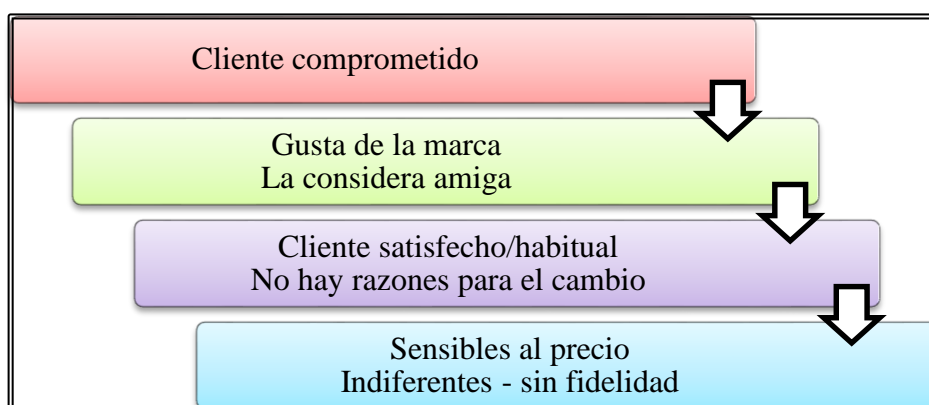 Cliente comprometido
Gusta de la marca
La considera amiga
Cliente satisfecho/habitual
No hay razones para el cambio
Sensibles al precio
Indiferentes - sin fidelidad